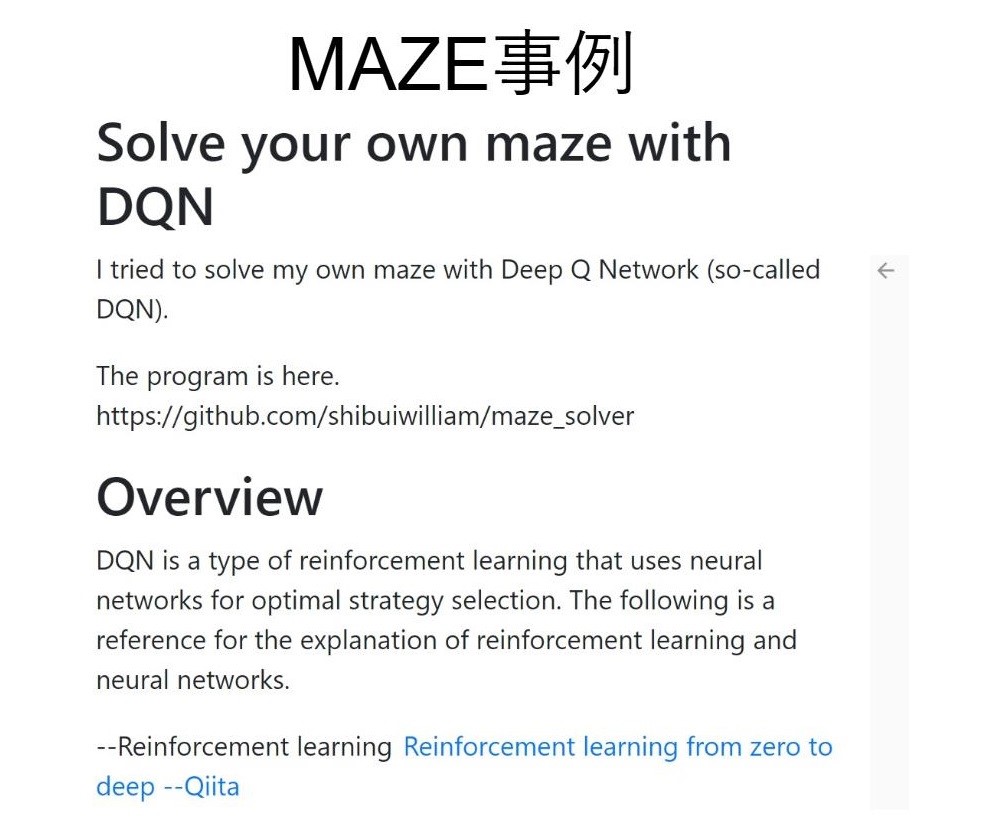 MAZE事例
Solve your own maze with
DQN
I tried to solve my own maze with Deep Q Network (so-called
DQN).
The program is here.
https://github.com/shibuiwilliam/maze_solver
Overview
DQN is a type of reinforcement learning that uses neural
networks for optimal strategy selection. The following is a
reference for the explanation of reinforcement learning and
neural networks.
--Reinforcement learning Reinforcement learning from zero to
deep --Qiita